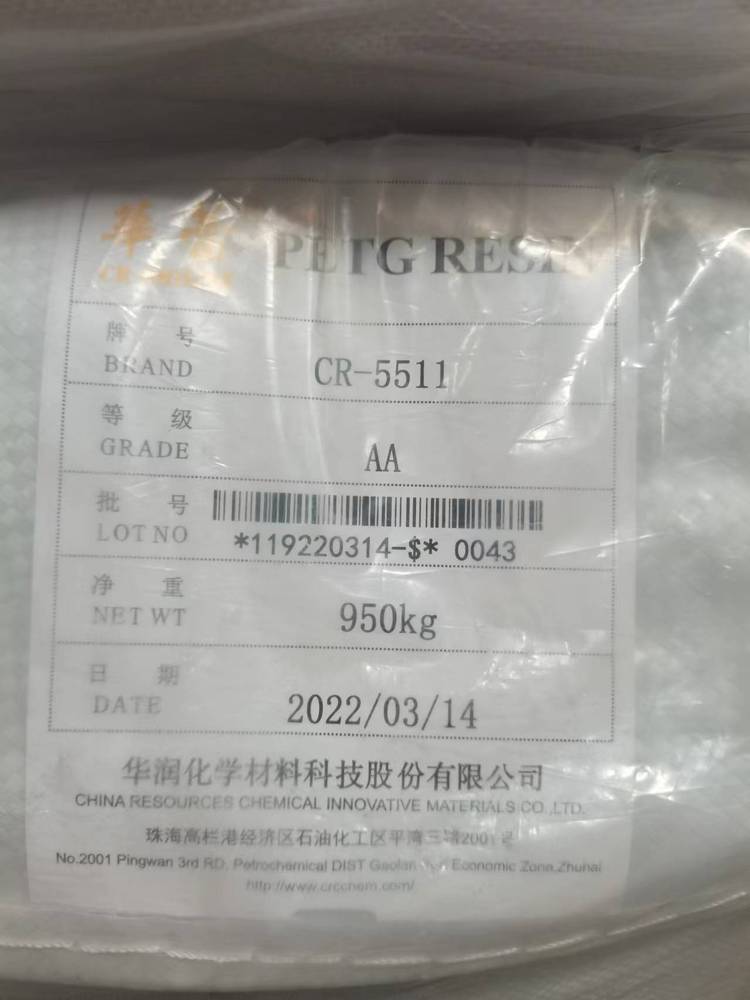 華潤
PETG RESIN
牌 号
BRAND
CR-5511
等 级
GRADE
AA
批 号
LOT NO
*119220314-$* 0043
净 重
NET WT
950kg
日 期
DATE
2022/03/14
华润化学材料科技股份有限公司
CHINA RESOURCES CHEMICAL INNOVATIVE MATERIALS CO.,LTD.
珠海高栏港经济区石油化工区平湾三路2001号
No.2001 Pingwan 3rd RD, Petrochemical DIST Economic Zone,Zhuhai
http://www.crcchem.com/